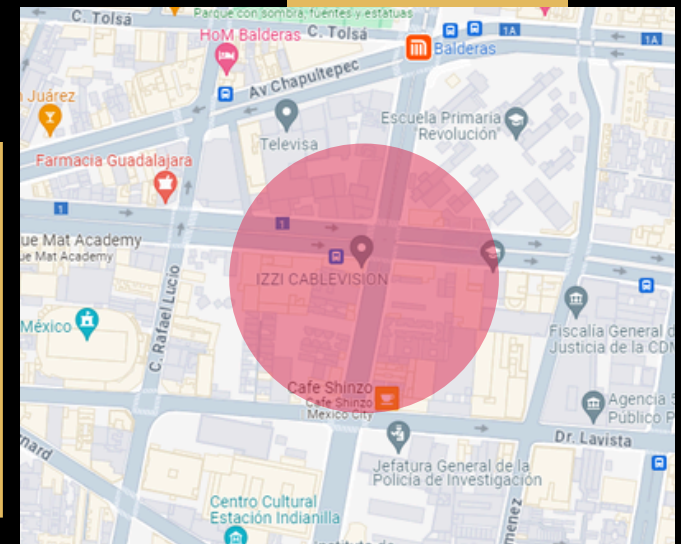 Parque con sombra, fuentes y estatuas
C. Tolsá
HoM Balderas
C. Tolsá
1A
1A
Balderas
Av Chapultepec
Juárez
Escuela Primaria
"Revolución"
Televisa
Farmacia Guadalajara
1
1
ue Mat Academy
ue Mat Academy
IZZI CABLEVISION
C. Rafael Lucio
México
Fiscalía General d
Justicia de la CDM
Cafe Shinzo
Cafe Shinzo
Mexico City
Agencia
Público P
Dr. Lavista
nard
Jefatura General de la
Policía de Investigación
Centro Cultural
Estación Indianilla
imenez